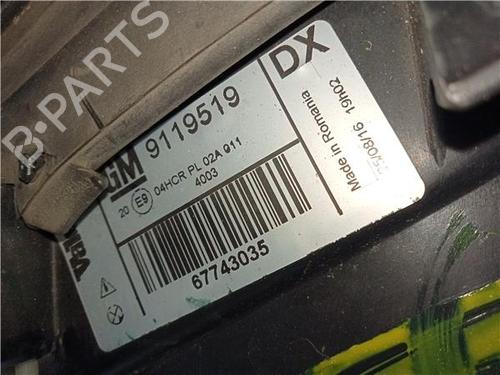 B-PARTS
GM 9119519
DX
20 E9 04HCR PL 02A 911
4003
67743035
Made in Romania
25/08/16 19h02